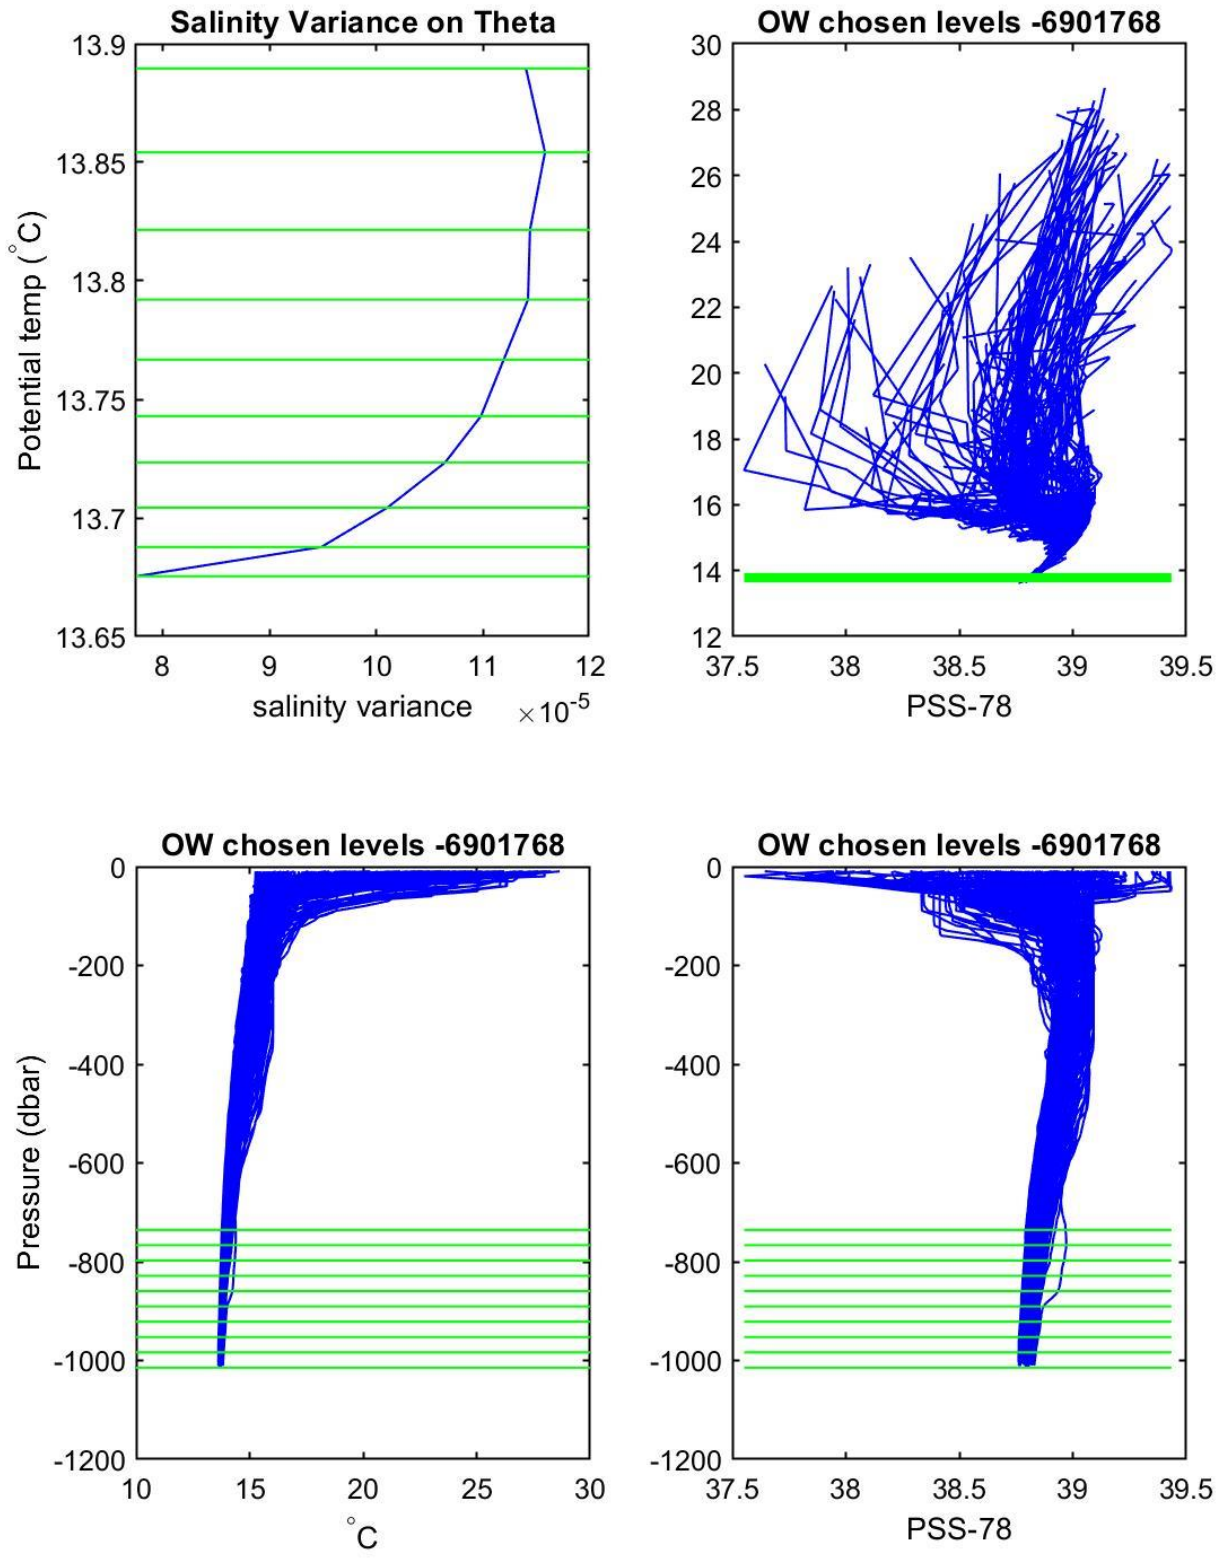 Salinity Variance on Theta
13.9
13.85
13.8
13.75
13.7
13.65
Potential temp (°C)
8 9 10 11 12
salinity variance ×10-5
OW chosen levels -6901768
30
28
26
24
22
20
18
16
14
12
37.5 38 38.5 39 39.5
PSS-78
OW chosen levels -6901768
0
-200
-400
-600
-800
-1000
-1200
Pressure (dbar)
10 15 20 25 30
°C
OW chosen levels -6901768
0
-200
-400
-600
-800
-1000
-1200
37.5 38 38.5 39 39.5
PSS-78